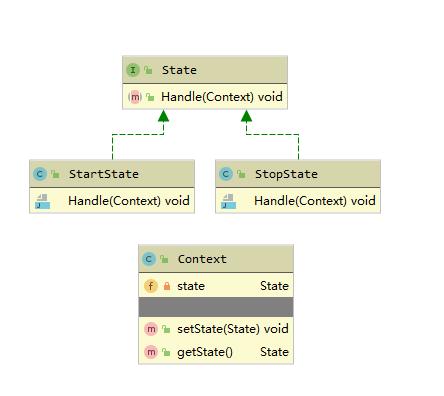 I State
m Handle(Context) void
C StartState
J Handle(Context) void
C StopState
J Handle(Context) void
C Context
f state State
m setState(State) void
m getState() State